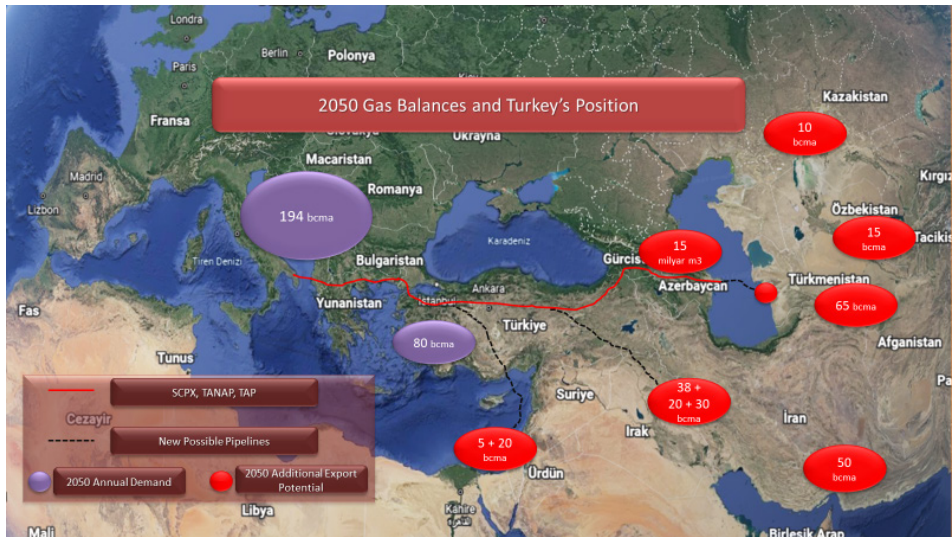 Londra
Berlin
Polonya
Paris
2050 Gas Balances and Turkey's Position
Kazakistan
Fransa
Slovakya
Ukrayna
10
bcma
Macaristan
Kırgız
Madrid
Romanya
Lizbon
194 bcma
Özbekistan
15
bcma
Tacikis
Karadeniz
15
milyar m3
Tiren Denizi
Bulgaristan
Gürcis
Türkmenistan
Ankara
Azerbaycan
İstanbul
Yunanistan
65 bcma
Fas
Türkiye
Afganistan
80 bcma
Tunus
Pa
SCPX, TANAP, TAP
Suriye
38 +
20 + 30
bcma
Cezayir
İran
Irak
New Possible Pipelines
5 + 20
bcma
50
bcma
2050 Annual Demand
2050 Additional Export
Potential
Ürdün
Libya
Kahire
القاهرة
Mali
Birleşik Arap